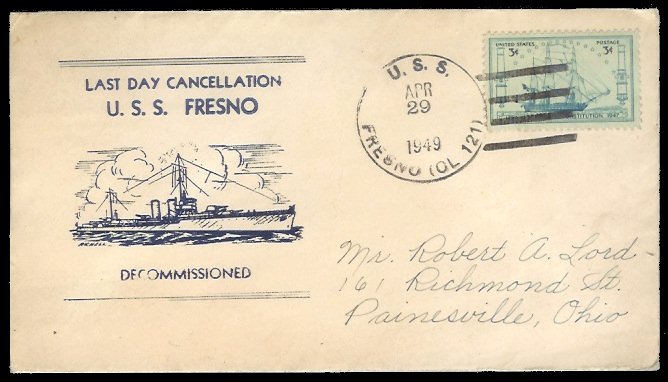 LAST DAY CANCELLATION
U. S. S. FRESNO
DECOMMISSIONED
U. S. S.
APR
29
1949
FRESNO (CL 121)
UNITED STATES POSTAGE
3¢ 3¢
1947
Mr. Robert A. Lord-
161 Richmond St.
Painesville, Ohio